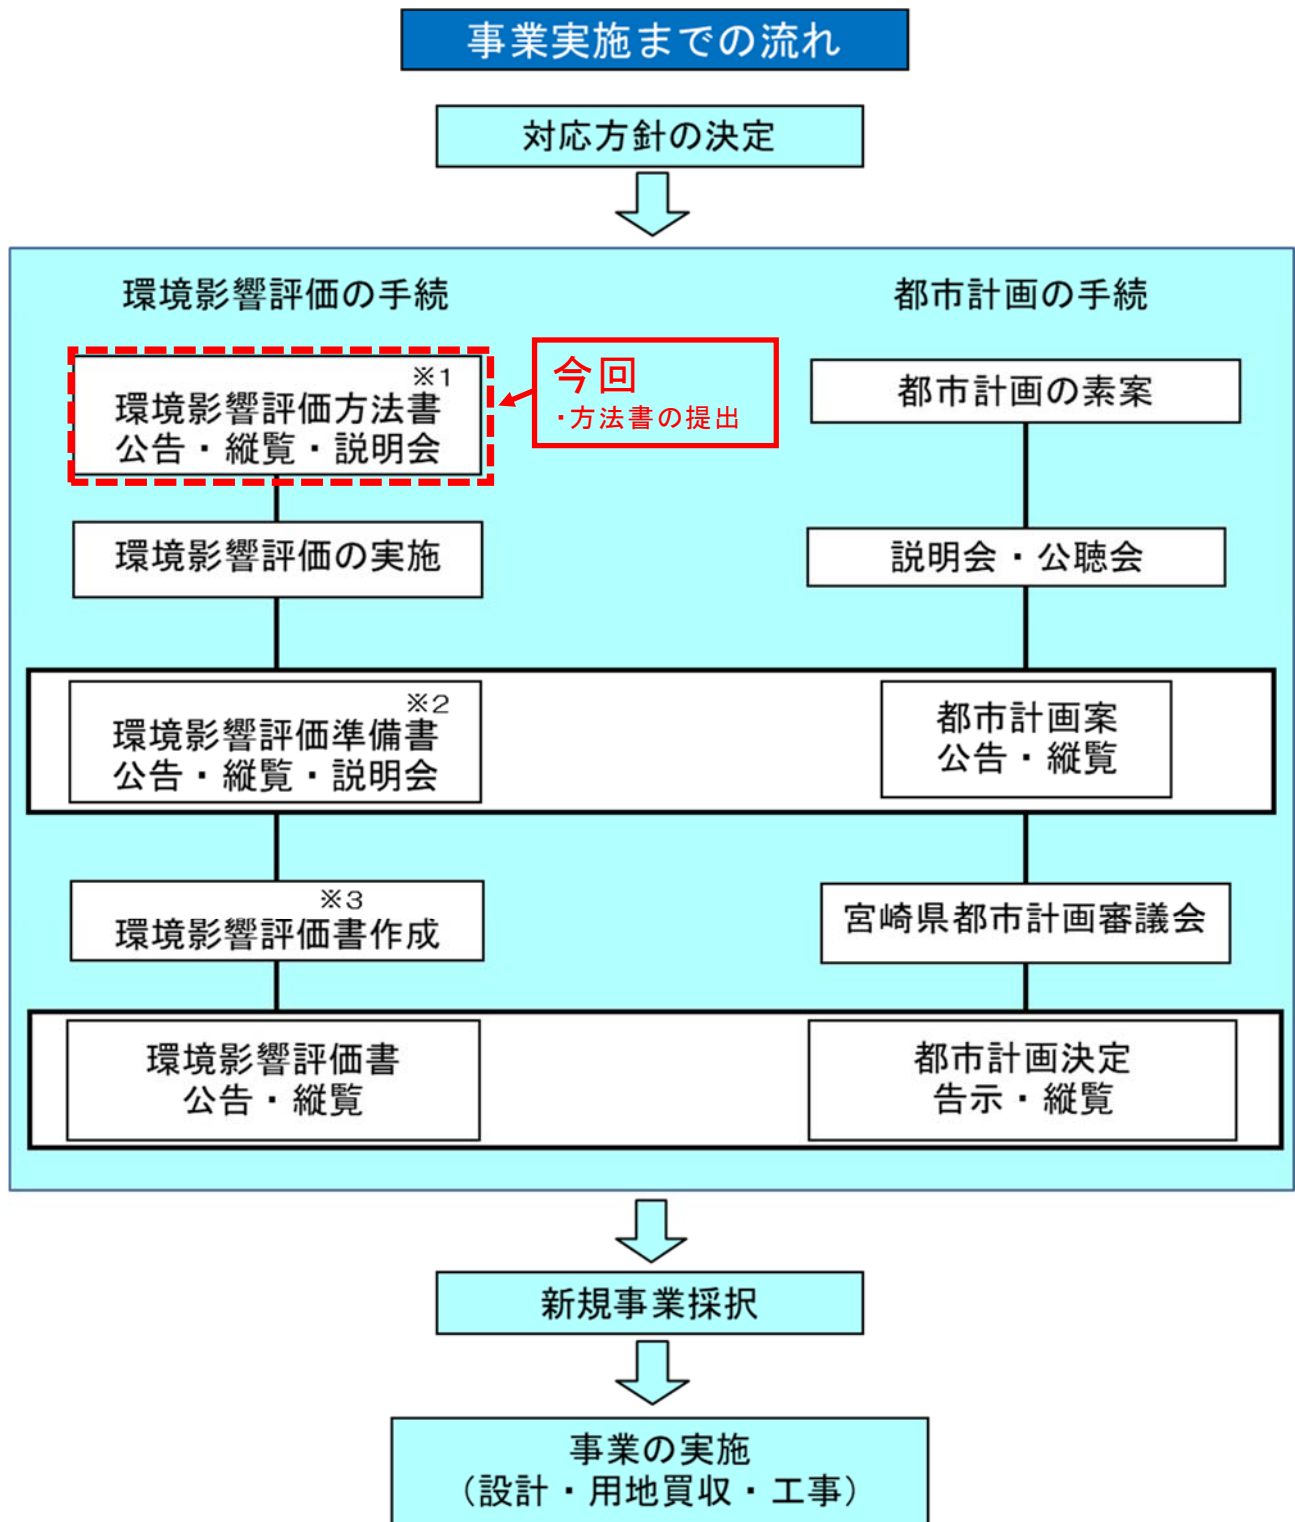 事業実施までの流れ
対応方針の決定
環境影響評価の手続
※1
環境影響評価方法書
公告・縦覧・説明会
今回
・方法書の提出
環境影響評価の実施
※2
環境影響評価準備書
公告・縦覧・説明会
※3
環境影響評価書作成
環境影響評価書
公告・縦覧
都市計画の手続
都市計画の素案
説明会・公聴会
都市計画案
公告・縦覧
宮崎県都市計画審議会
都市計画決定
告示・縦覧
新規事業採択
事業の実施
（設計・用地買収・工事）